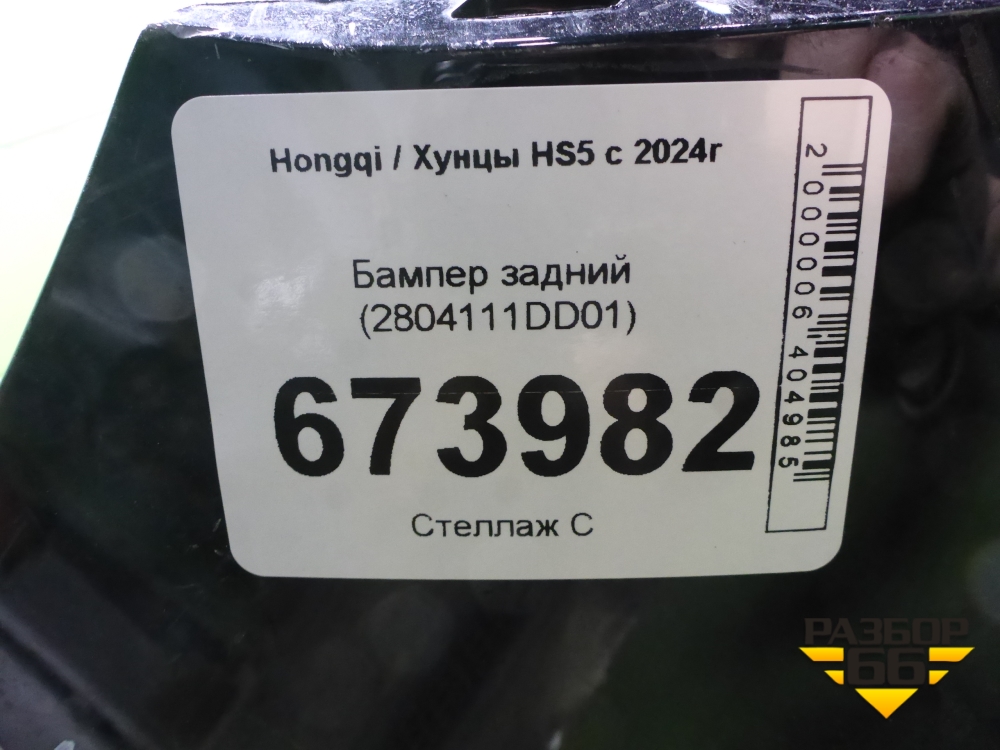 Hongqi / Хунцы HS5 с 2024г
Бампер задний
(2804111DD01)
673982
Стеллаж С
2000006404985
РАЗБОР
66